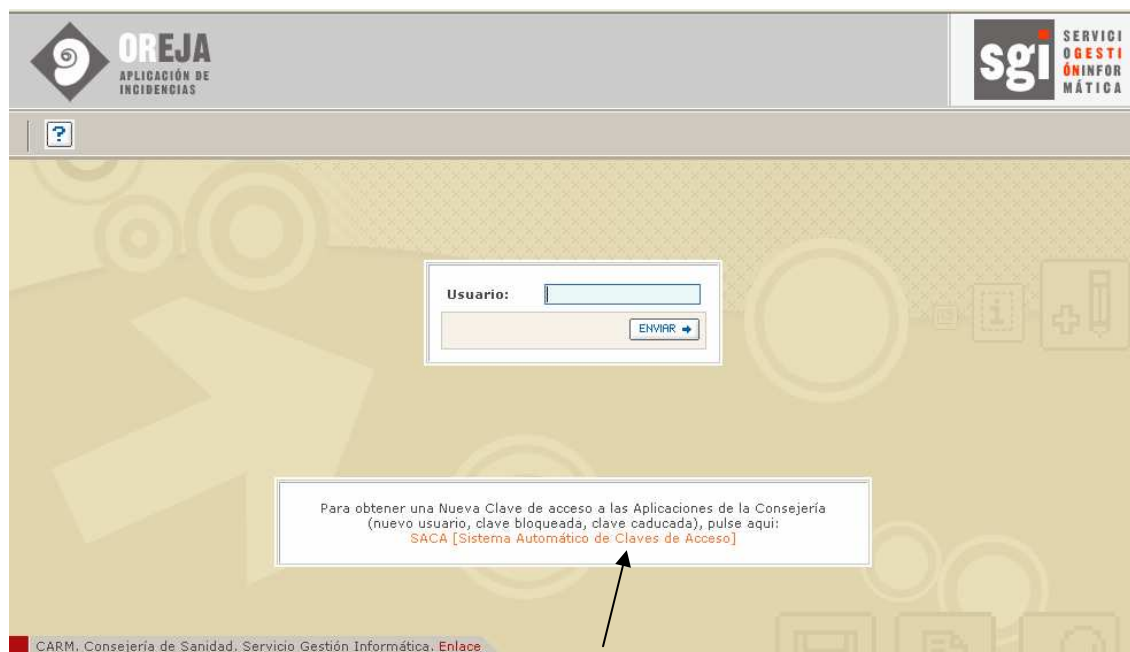 OREJA
APLICACIÓN DE
INCIDENCIAS
sgi
SERVICI
OGESTI
ÓNINFOR
MÁTICA
?
Usuario:
ENVIAR
Para obtener una Nueva Clave de acceso a las Aplicaciones de la Consejería
(nuevo usuario, clave bloqueada, clave caducada), pulse aqui:
SACA [Sistema Automático de Claves de Acceso]
CARM. Consejería de Sanidad. Servicio Gestión Informática. Enlace